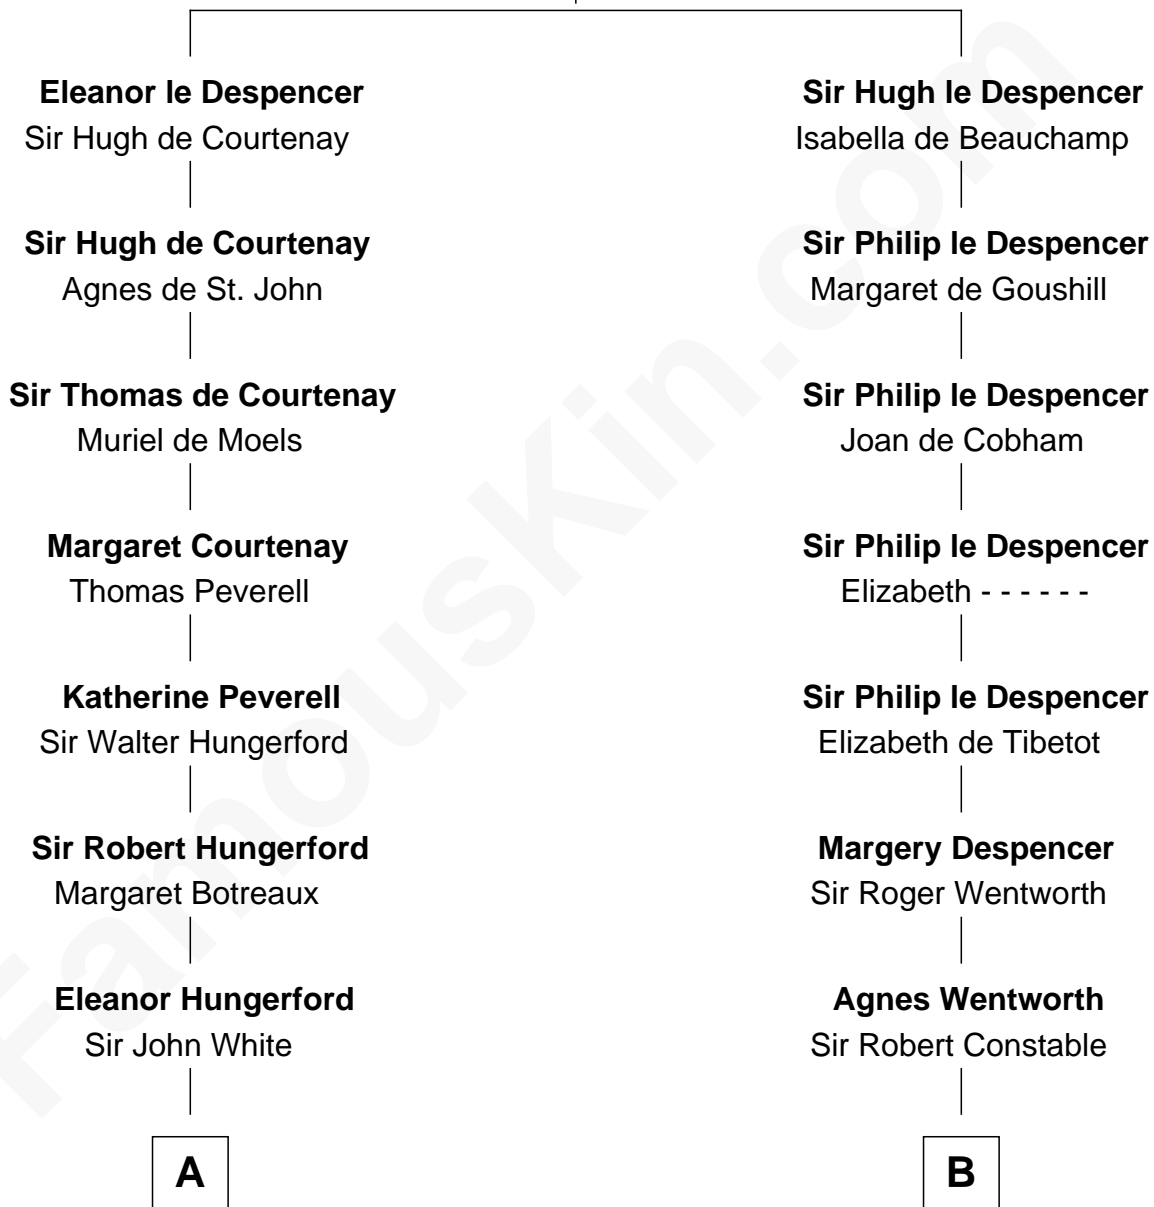 Eleanor le Despencer
Sir Hugh de Courtenay
Sir Hugh de Courtenay
Agnes de St. John
Sir Thomas de Courtenay
Muriel de Moels
Margaret Courtenay
Thomas Peverell
Katherine Peverell
Sir Walter Hungerford
Sir Robert Hungerford
Margaret Botreaux
Eleanor Hungerford
Sir John White
A
Sir Hugh le Despencer
Isabella de Beauchamp
Sir Philip le Despencer
Margaret de Goushill
Sir Philip le Despencer
Joan de Cobham
Sir Philip le Despencer
Elizabeth - - - - - -
Sir Philip le Despencer
Elizabeth de Tibetot
Margery Despencer
Sir Roger Wentworth
Agnes Wentworth
Sir Robert Constable
B
FamousKin.com